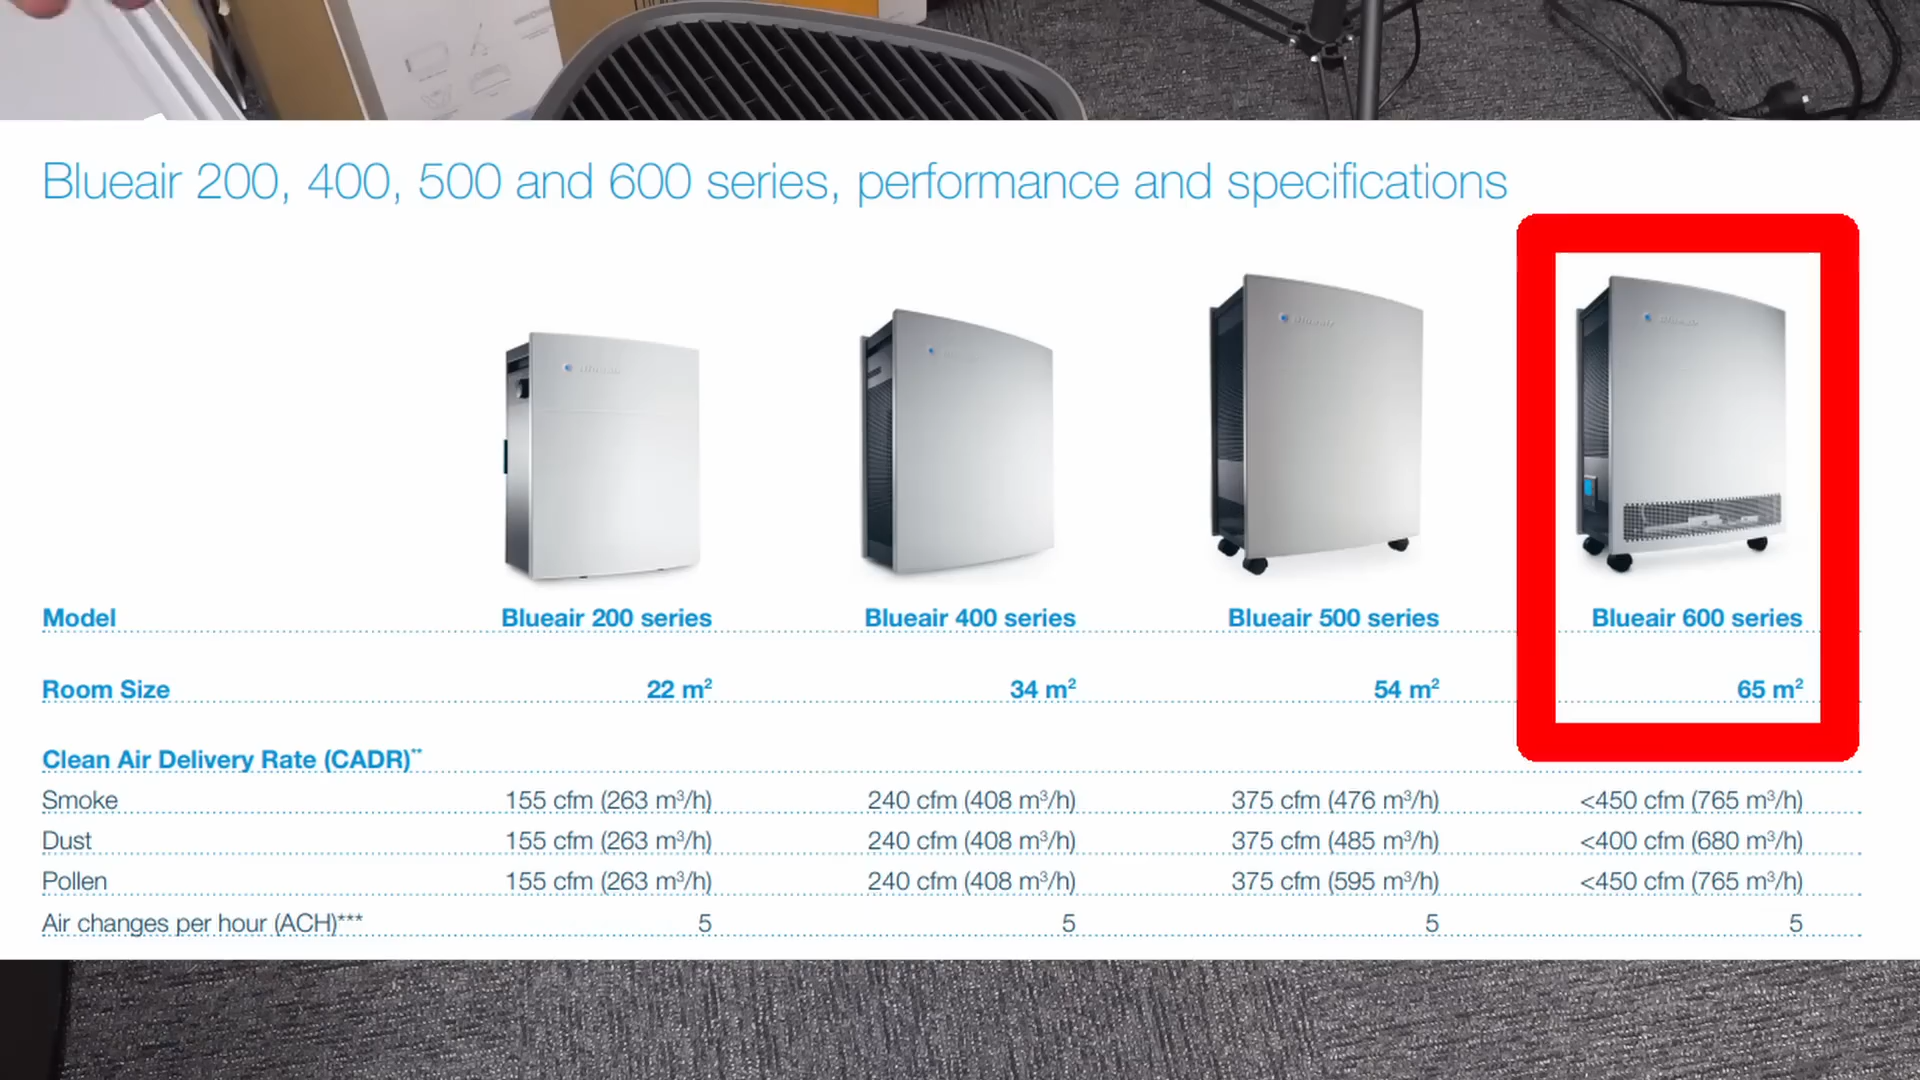 Blueair 200, 400, 500 and 600 series, performance and specifications
Model Blueair 200 series Blueair 400 series Blueair 500 series Blueair 600 series
Room Size 22 m² 34 m² 54 m² 65 m²
Clean Air Delivery Rate (CADR)**
Smoke 155 cfm (263 m³/h) 240 cfm (408 m³/h) 375 cfm (476 m³/h) <450 cfm (765 m³/h)
Dust 155 cfm (263 m³/h) 240 cfm (408 m³/h) 375 cfm (485 m³/h) <400 cfm (680 m³/h)
Pollen 155 cfm (263 m³/h) 240 cfm (408 m³/h) 375 cfm (595 m³/h) <450 cfm (765 m³/h)
Air changes per hour (ACH)*** 5 5 5 5